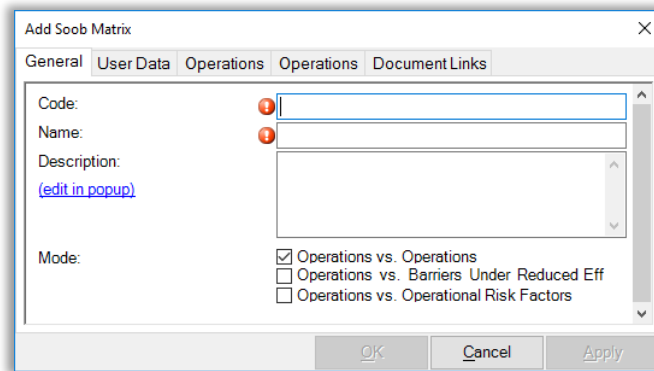 Add Soob Matrix
General User Data Operations Operations Document Links
Code:
Name:
Description:
(edit in popup)
Mode:
Operations vs. Operations
Operations vs. Barriers Under Reduced Eff
Operations vs. Operational Risk Factors
OK Cancel Apply